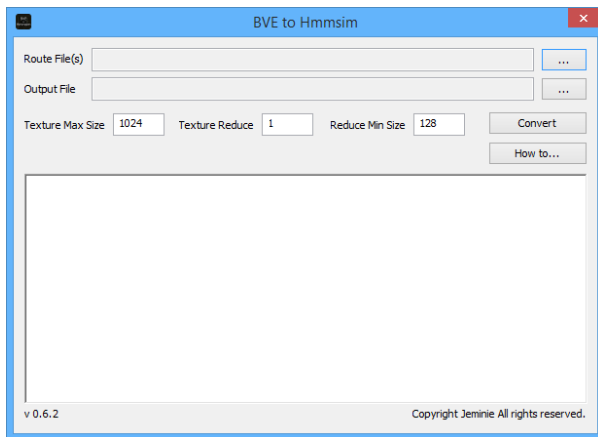 BVE to Hmmsim
Route File(s) ...
Output File ...
Texture Max Size 1024 Texture Reduce 1 Reduce Min Size 128 Convert
How to...
v 0.6.2 Copyright Jeminie All rights reserved.